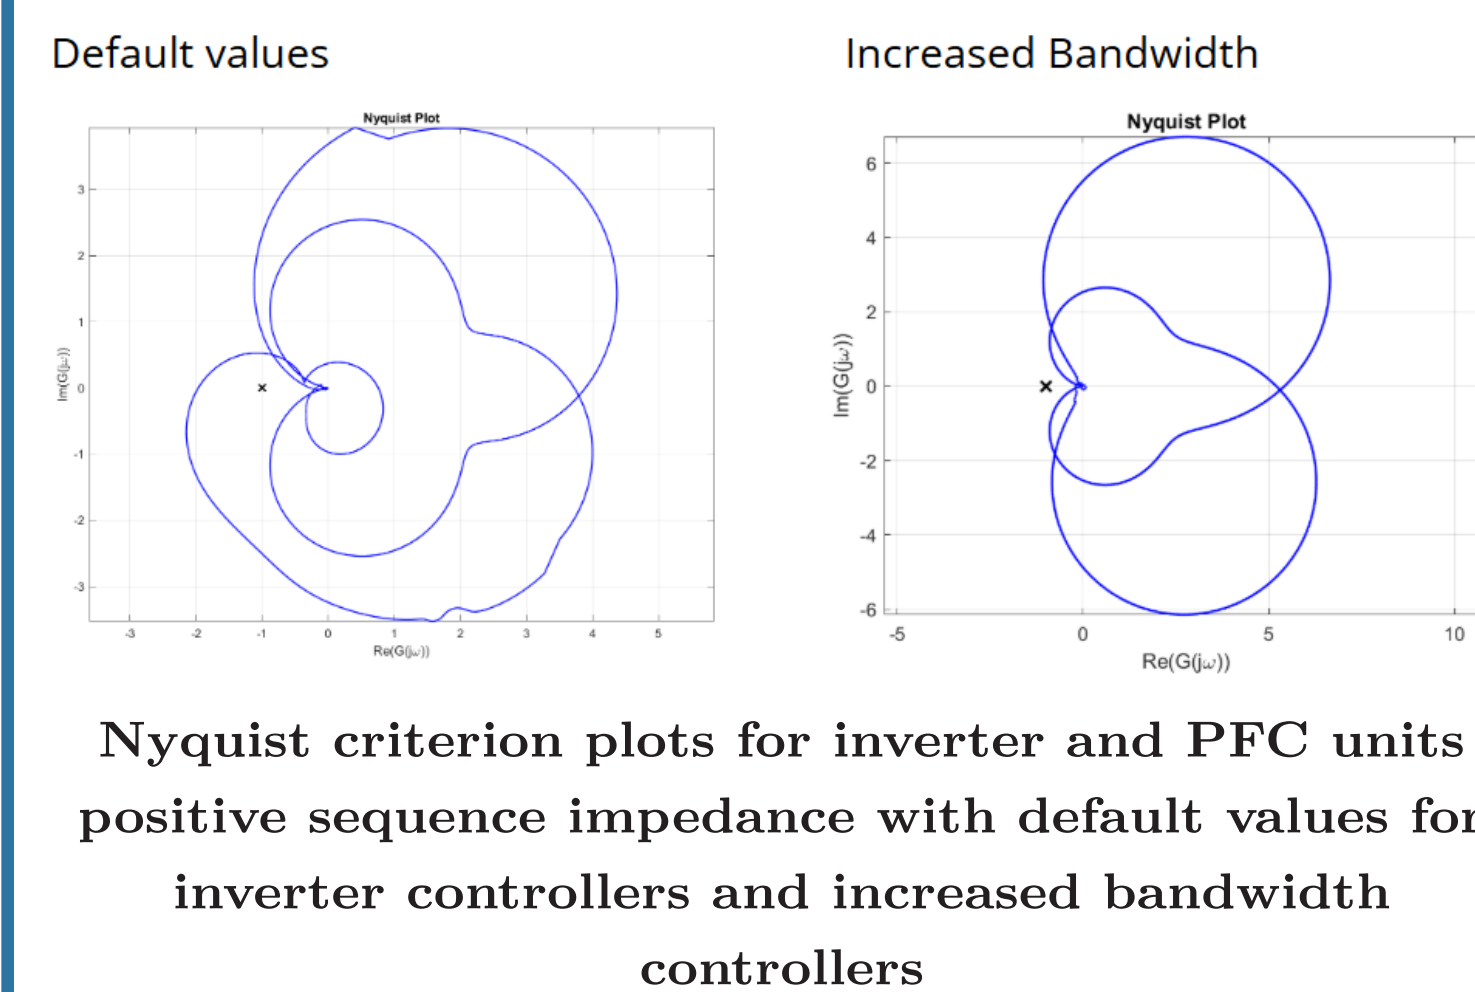 Default values
Increased Bandwidth
Nyquist Plot
3
2
1
0
-1
-2
-3
Im(G(jω))
-3 -2 -1 0 1 2 3 4 5
Re(G(jω))
Nyquist Plot
6
4
2
0
-2
-4
-6
Im(G(jω))
-5 0 5 10
Re(G(jω))
Nyquist criterion plots for inverter and PFC units
positive sequence impedance with default values for
inverter controllers and increased bandwidth
controllers